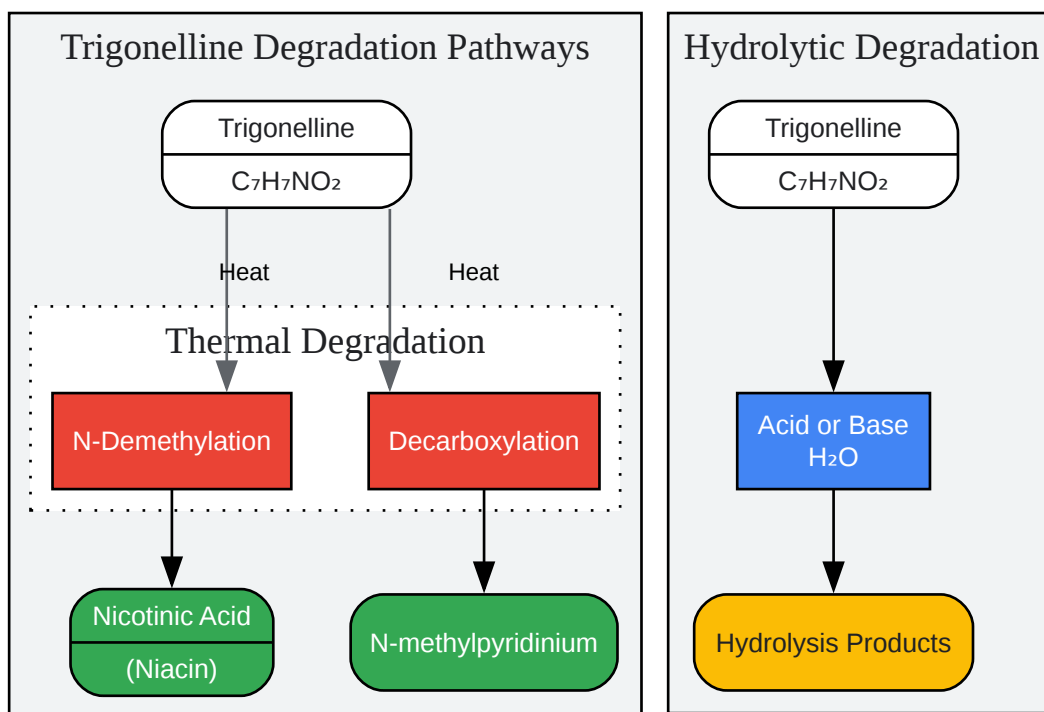 Trigonelline Degradation Pathways
Trigonelline
C₇H₇NO₂
Heat
Heat
Thermal Degradation
N-Demethylation
Decarboxylation
Nicotinic Acid
(Niacin)
N-methylpyridinium
Hydrolytic Degradation
Trigonelline
C₇H₇NO₂
Acid or Base
H₂O
Hydrolysis Products